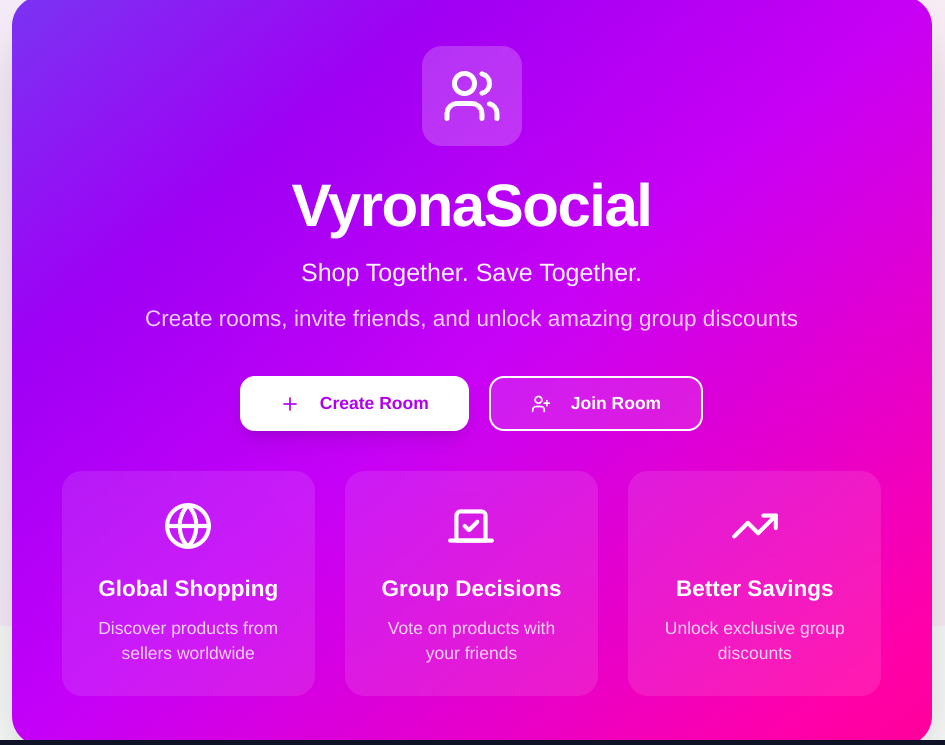 VyronaSocial
Shop Together. Save Together.
Create rooms, invite friends, and unlock amazing group discounts
Create Room
Join Room
Global Shopping
Discover products from
sellers worldwide
Group Decisions
Vote on products with
your friends
Better Savings
Unlock exclusive group
discounts